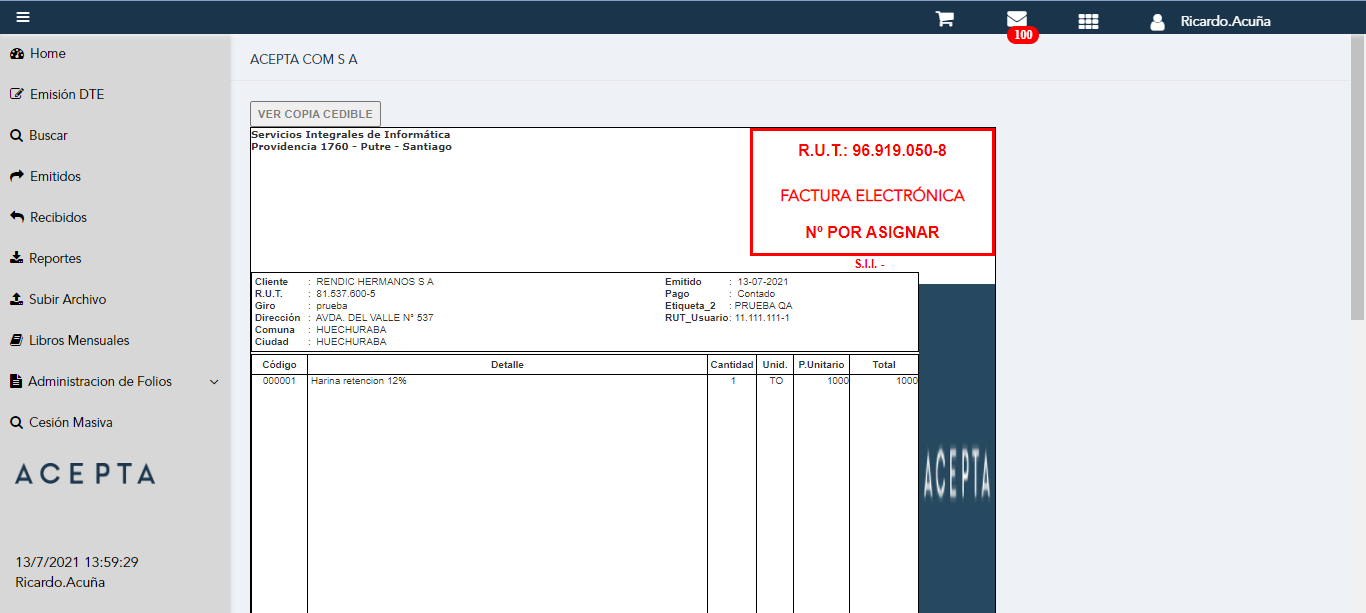 Ricardo.Acuña
100
Home
Emisión DTE
Buscar
Emitidos
Recibidos
Reportes
Subir Archivo
Libros Mensuales
Administracion de Folios
Cesión Masiva
ACEPTA
13/7/2021 13:59:29
Ricardo.Acuña
ACEPTA COM S A
VER COPIA CEDIBLE
Servicios Integrales de Informática
Providencia 1760 - Putre - Santiago
R.U.T.: 96.919.050-8
FACTURA ELECTRÓNICA
Nº POR ASIGNAR
S.I.I. -
Cliente : RENDIC HERMANOS S A Emitido : 13-07-2021
R.U.T. : 81.537.600-5 Pago : Contado
Giro : prueba Etiqueta_2 : PRUEBA QA
Dirección : AVDA. DEL VALLE N° 537 RUT_Usuario: 11.111.111-1
Comuna : HUECHURABA
Ciudad : HUECHURABA
Código Detalle Cantidad Unid. P.Unitario Total
000001 Harina retencion 12% 1 TO 1000 1000
ACEPTA